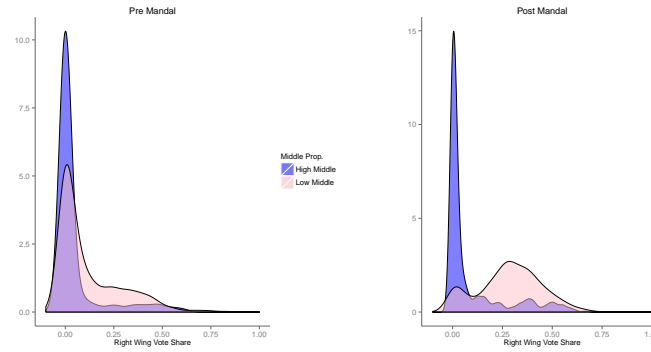 Pre Mandal
10.0
7.5
5.0
2.5
0.0
0.00 0.25 0.50 0.75 1.00
Right Wing Vote Share
Middle Prop.
High Middle
Low Middle
Post Mandal
15
10
5
0
0.00 0.25 0.50 0.75
Right Wing Vote Share